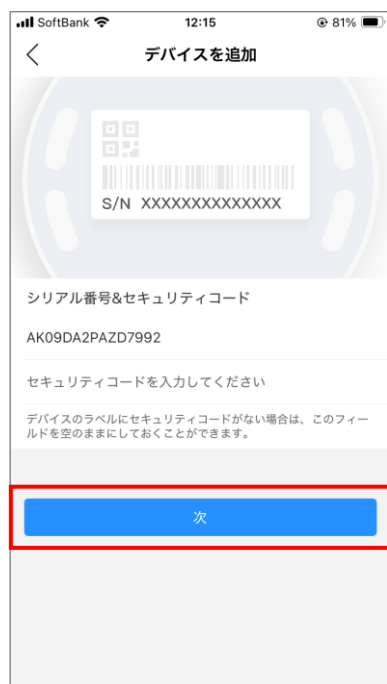 SoftBank 12:15 81%
デバイスを追加
S/N XXXXXXXXXXXXXX
シリアル番号&セキュリティコード
AK09DA2PAZD7992
セキュリティコードを入力してください
デバイスのラベルにセキュリティコードがない場合は、このフィー
ルドを空のままにしておくことができます。
次